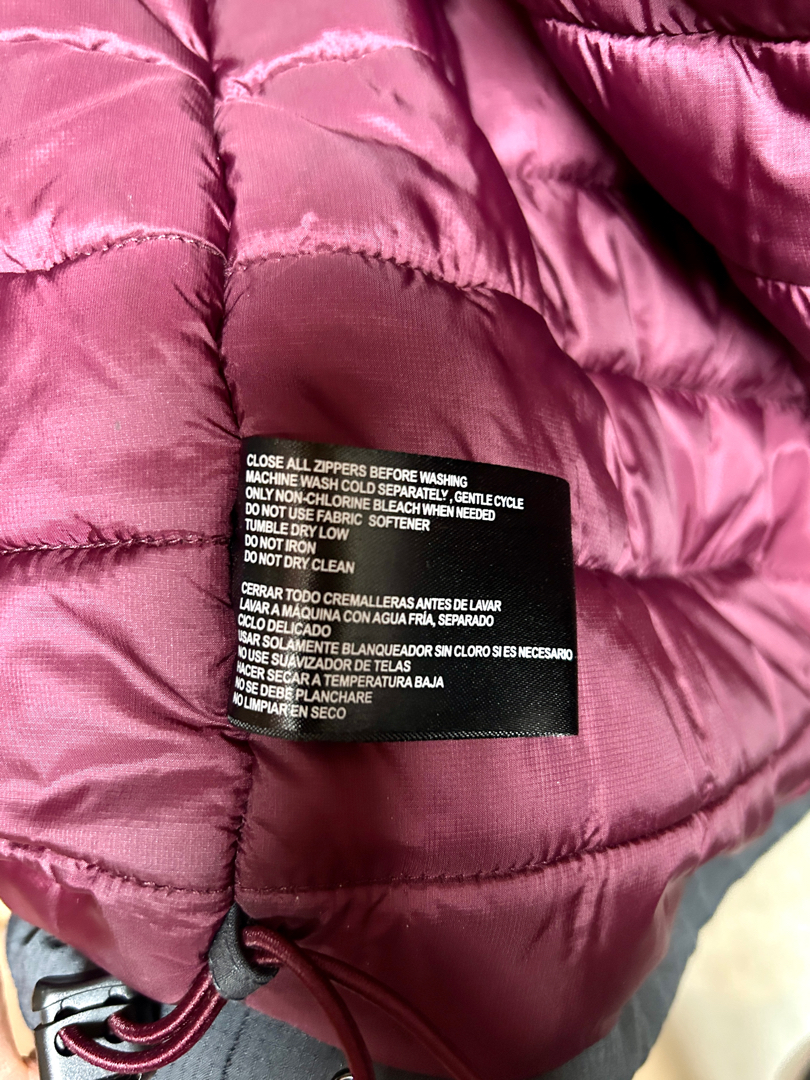 CLOSE ALL ZIPPERS BEFORE WASHING
MACHINE WASH COLD SEPARATELY, GENTLE CYCLE
ONLY NON-CHLORINE BLEACH WHEN NEEDED
DO NOT USE FABRIC SOFTENER
TUMBLE DRY LOW
DO NOT IRON
DO NOT DRY CLEAN
CERRAR TODO CREMALLERAS ANTES DE LAVAR
LAVAR A MÁQUINA CON AGUA FRÍA, SEPARADO
CICLO DELICADO
USAR SOLAMENTE BLANQUEADOR SIN CLORO SI ES NECESARIO
NO USE SUAVIZADOR DE TELAS
HACER SECAR A TEMPERATURA BAJA
NO SE DEBE PLANCHARE
NO LIMPIAR EN SECO